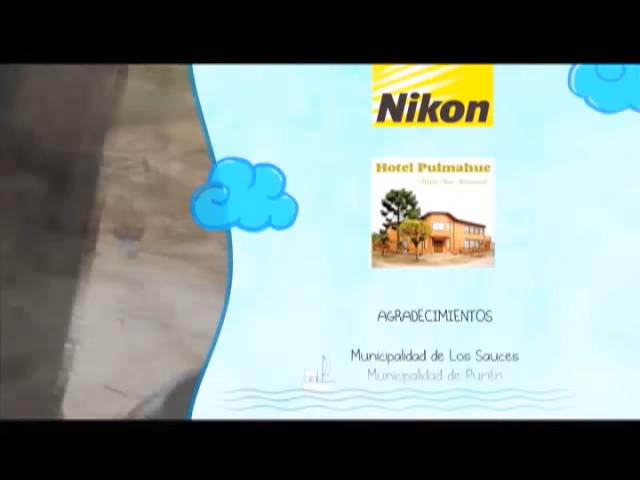 Nikon
Hotel Pulmahue
AGRADECIMIENTOS
Municipalidad de Los Sauces
Municipalidad de Purén